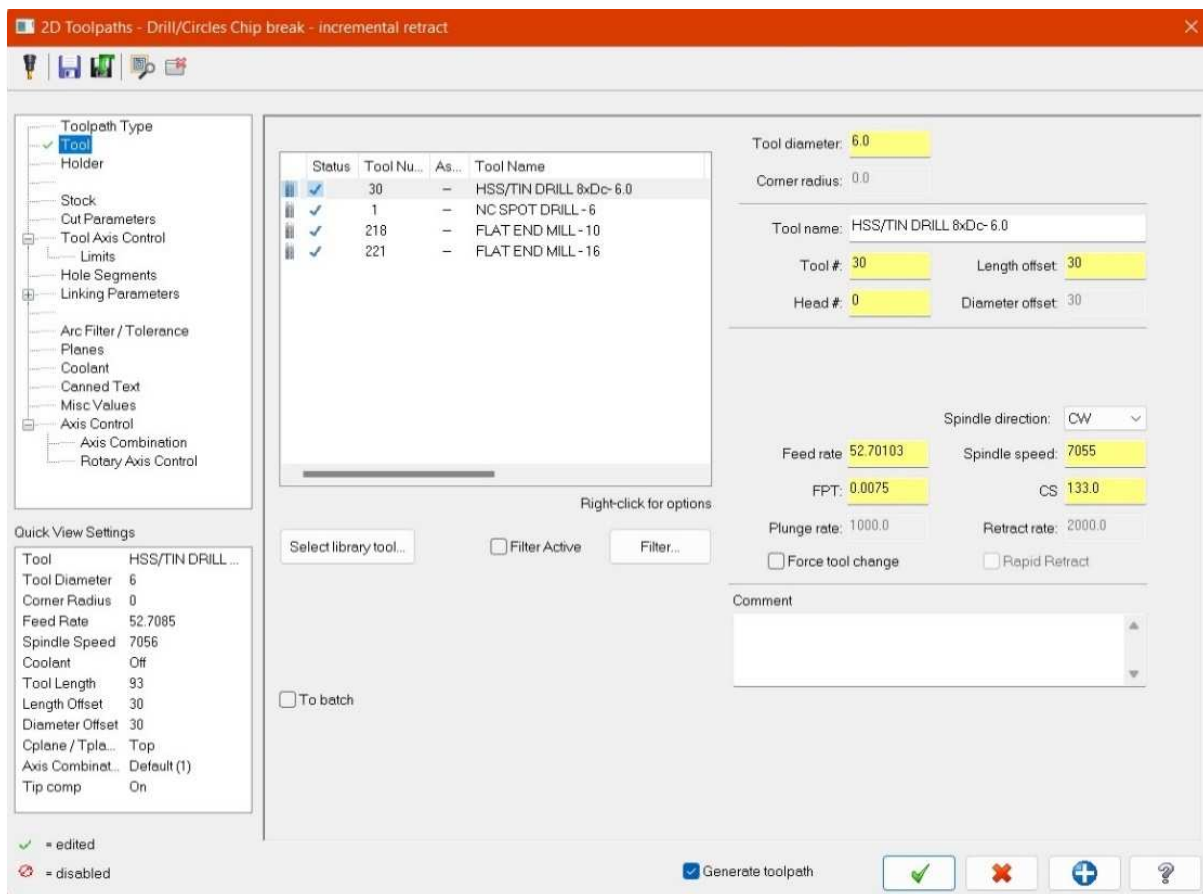 2D Toolpaths - Drill/Circles Chip break - incremental retract
Toolpath Type
Tool
Holder
Stock
Cut Parameters
Tool Axis Control
Limits
Hole Segments
Linking Parameters
Arc Filter / Tolerance
Planes
Coolant
Canned Text
Misc Values
Axis Control
Axis Combination
Rotary Axis Control
Quick View Settings
Tool HSS/TIN DRILL ...
Tool Diameter 6
Corner Radius 0
Feed Rate 52.7085
Spindle Speed 7056
Coolant Off
Tool Length 93
Length Offset 30
Diameter Offset 30
Cplane / Tpla... Top
Axis Combinat... Default (1)
Tip comp On
= edited
= disabled
Status Tool Nu... As... Tool Name
30 – HSS/TIN DRILL 8xDc- 6.0
1 – NC SPOT DRILL - 6
218 – FLAT END MILL - 10
221 – FLAT END MILL - 16
Right-click for options
Select library tool... Filter Active Filter...
To batch
Tool diameter: 6.0
Corner radius: 0.0
Tool name: HSS/TIN DRILL 8xDc- 6.0
Tool #: 30 Length offset: 30
Head #: 0 Diameter offset: 30
Spindle direction: CW
Feed rate 52.70103 Spindle speed: 7055
FPT: 0.0075 CS 133.0
Plunge rate: 1000.0 Retract rate: 2000.0
Force tool change Rapid Retract
Comment
Generate toolpath